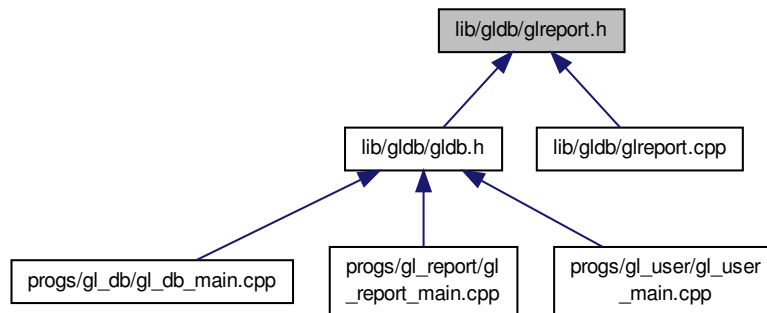 lib/gldb/glreport.h
lib/gldb/gldb.h
lib/gldb/glreport.cpp
progs/gl_db/gl_db_main.cpp
progs/gl_report/gl
_report_main.cpp
progs/gl_user/gl_user
_main.cpp